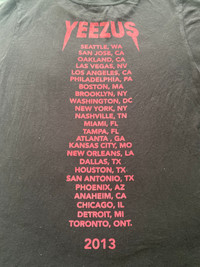 YEEZUS
SEATTLE, WA
SAN JOSE, CA
OAKLAND, CA
LAS VEGAS, NV
LOS ANGELES, CA
PHILADELPHIA, PA
BOSTON, MA
BROOKLYN, NY
WASHINGTON, DC
NEW YORK, NY
NASHVILLE, TN
MIAMI, FL
TAMPA, FL
ATLANTA , GA
KANSAS CITY, MO
NEW ORLEANS, LA
DALLAS, TX
HOUSTON, TX
SAN ANTONIO, TX
PHOENIX, AZ
ANAHEIM, CA
CHICAGO, IL
DETROIT, MI
TORONTO, ONT.
2013